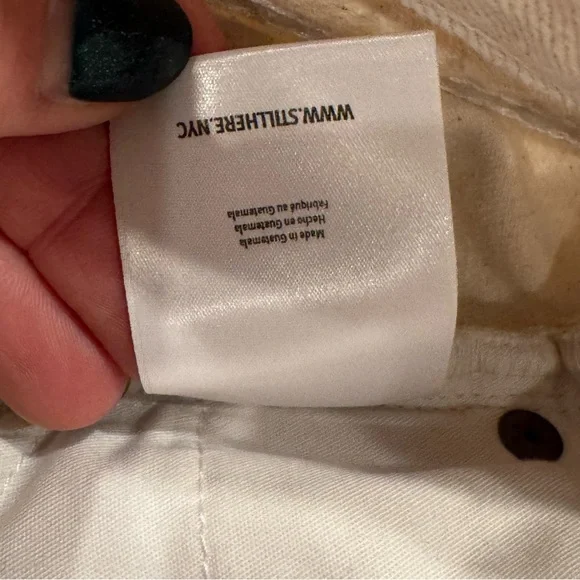 WWW.STILLHERE.NYC
Made in Guatemala
Hecho en Guatemala
Fabriqué au Guatemala